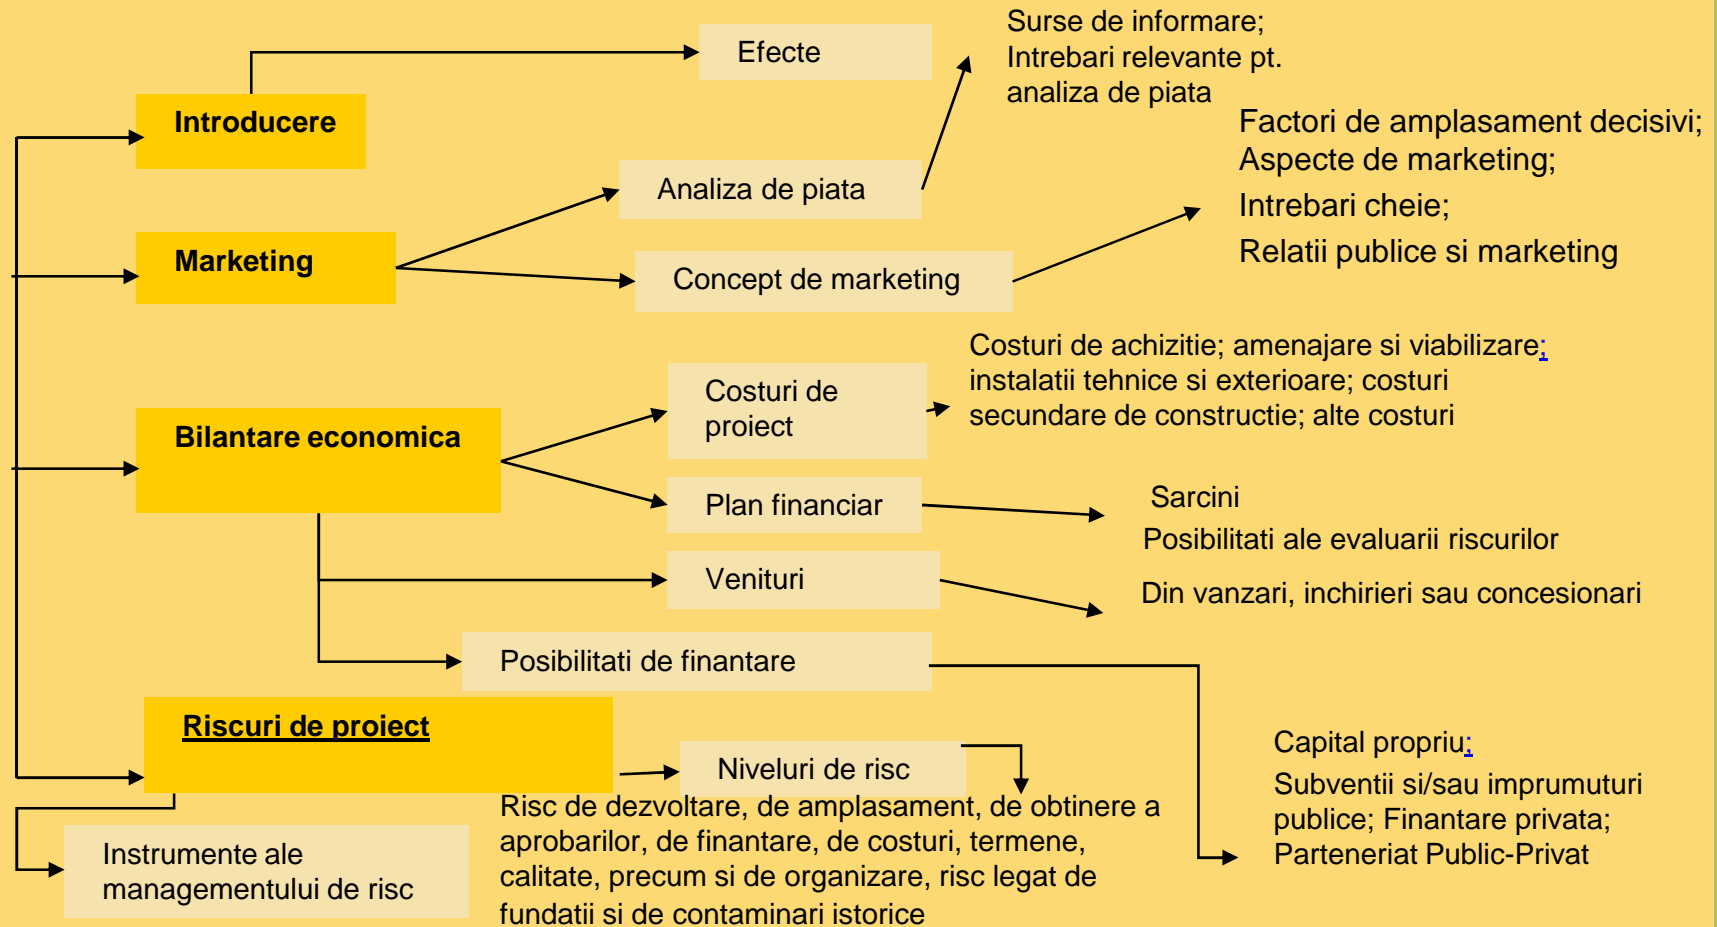 Surse de informare;
Intrebari relevante pt.
analiza de piata
Efecte
Introducere
Factori de amplasament decisivi;
Aspecte de marketing;
Intrebari cheie;
Relatii publice si marketing
Analiza de piata
Marketing
Concept de marketing
Costuri de achizitie; amenajare si viabilizare;
instalatii tehnice si exterioare; costuri
secundare de constructie; alte costuri
Costuri de
proiect
Bilantare economica
Plan financiar
Sarcini
Posibilitati ale evaluarii riscurilor
Venituri
Din vanzari, inchirieri sau concesionari
Posibilitati de finantare
Riscuri de proiect
Capital propriu;
Subventii si/sau imprumuturi
publice; Finantare privata;
Parteneriat Public-Privat
Niveluri de risc
Risc de dezvoltare, de amplasament, de obtinere a
aprobarilor, de finantare, de costuri, termene,
calitate, precum si de organizare, risc legat de
fundatii si de contaminari istorice
Instrumente ale
managementului de risc